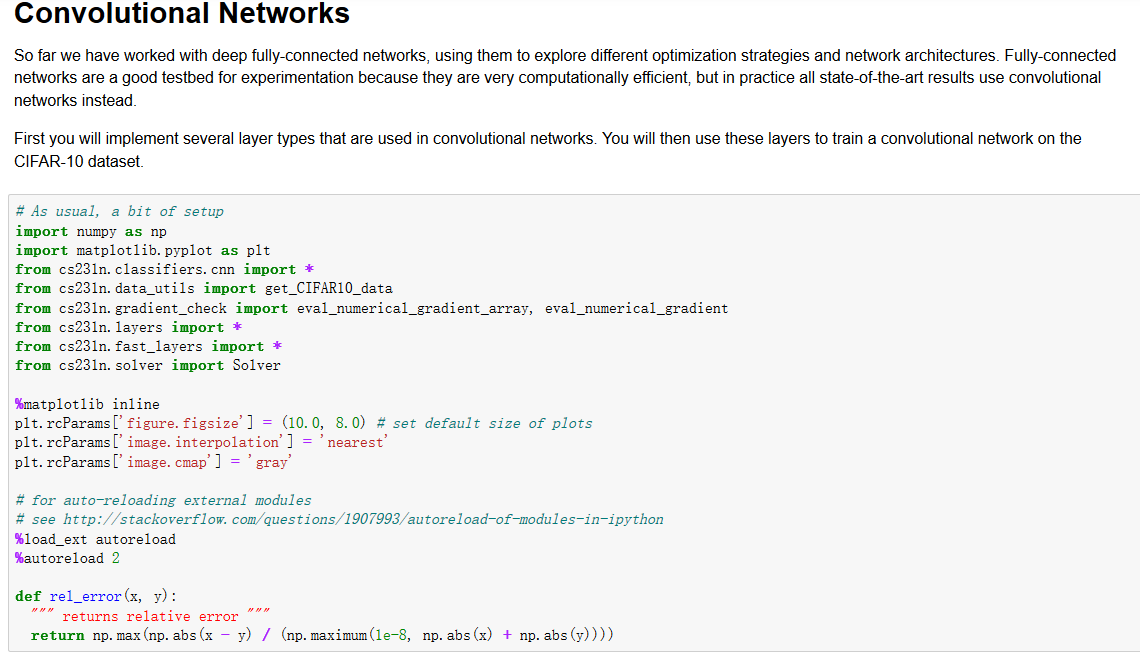 Convolutional Networks
So far we have worked with deep fully-connected networks, using them to explore different optimization strategies and network architectures. Fully-connected
networks are a good testbed for experimentation because they are very computationally efficient, but in practice all state-of-the-art results use convolutional
networks instead.
First you will implement several layer types that are used in convolutional networks. You will then use these layers to train a convolutional network on the
CIFAR-10 dataset.
# As usual, a bit of setup
import numpy as np
import matplotlib.pyplot as plt
from cs231n.classifiers.cnn import *
from cs231n.data_utils import get_CIFAR10_data
from cs231n.gradient_check import eval_numerical_gradient_array, eval_numerical_gradient
from cs231n.layers import *
from cs231n.fast_layers import *
from cs231n.solver import Solver
%matplotlib inline
plt.rcParams['figure.figsize'] = (10.0, 8.0) # set default size of plots
plt.rcParams['image.interpolation'] = 'nearest'
plt.rcParams['image.cmap'] = 'gray'
# for auto-reloading external modules
# see http://stackoverflow.com/questions/1907993/autoreload-of-modules-in-ipython
%load_ext autoreload
%autoreload 2
def rel_error(x, y):
  """ returns relative error """
  return np.max(np.abs(x - y) / (np.maximum(1e-8, np.abs(x) + np.abs(y))))